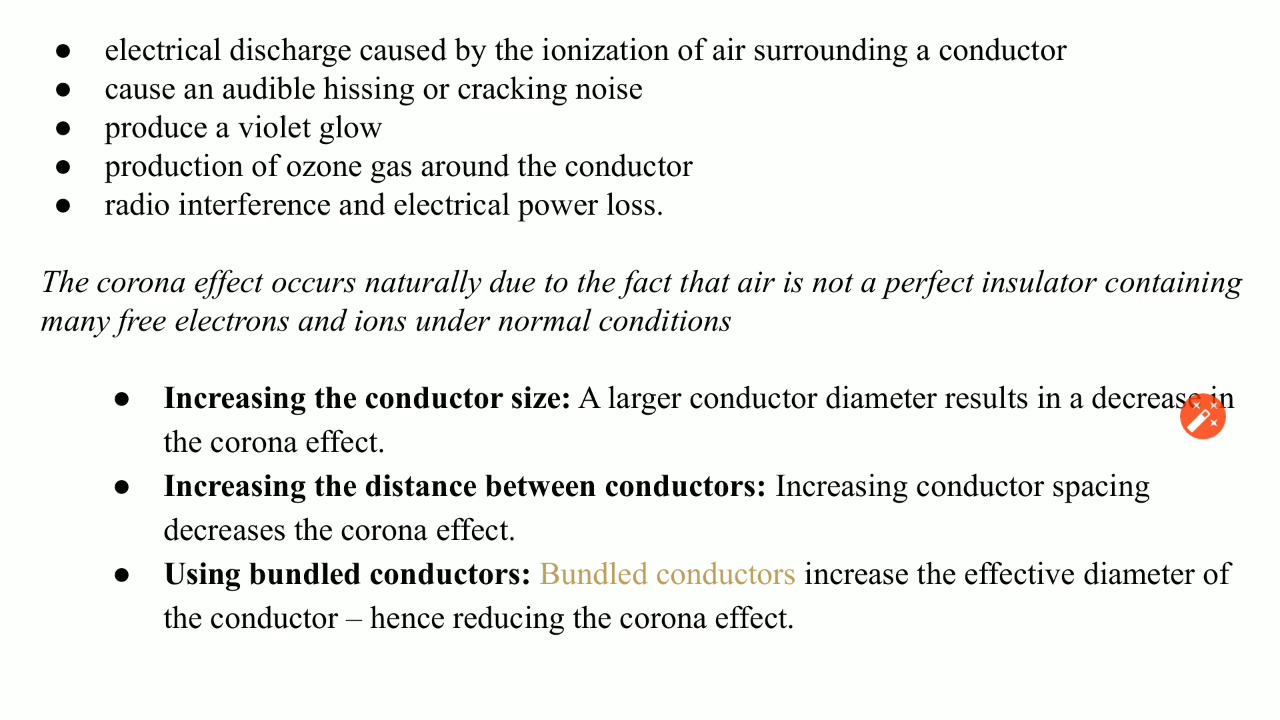 ● electrical discharge caused by the ionization of air surrounding a conductor
● cause an audible hissing or cracking noise
● produce a violet glow
● production of ozone gas around the conductor
● radio interference and electrical power loss.
The corona effect occurs naturally due to the fact that air is not a perfect insulator containing
many free electrons and ions under normal conditions
● Increasing the conductor size: A larger conductor diameter results in a decrease in
the corona effect.
● Increasing the distance between conductors: Increasing conductor spacing
decreases the corona effect.
● Using bundled conductors: Bundled conductors increase the effective diameter of
the conductor – hence reducing the corona effect.